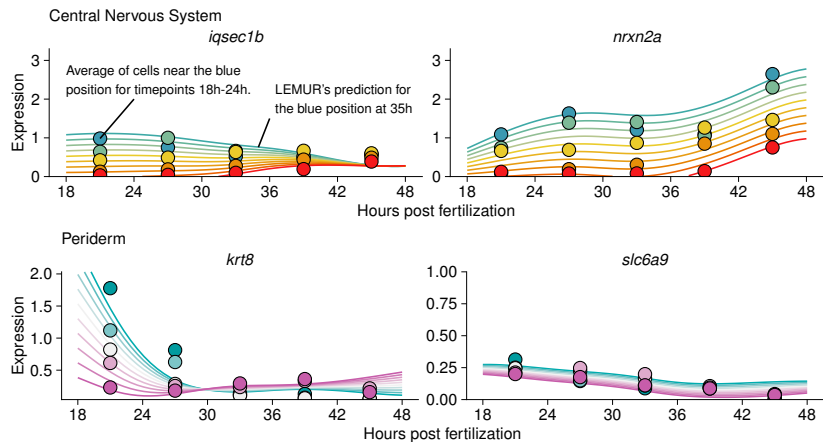 Central Nervous System
iqsec1b
nrxn2a
Expression
3
2
1
0
Average of cells near the blue
position for timepoints 18h-24h.
LEMUR's prediction for
the blue position at 35h
18 24 30 36 42 48
Hours post fertilization
3
2
1
0
18 24 30 36 42 48
Hours post fertilization
Periderm
krt8
slc6a9
Expression
2.0
1.5
1.0
0.5
18 24 30 36 42 48
Hours post fertilization
1.00
0.75
0.50
0.25
0.00
18 24 30 36 42 48
Hours post fertilization